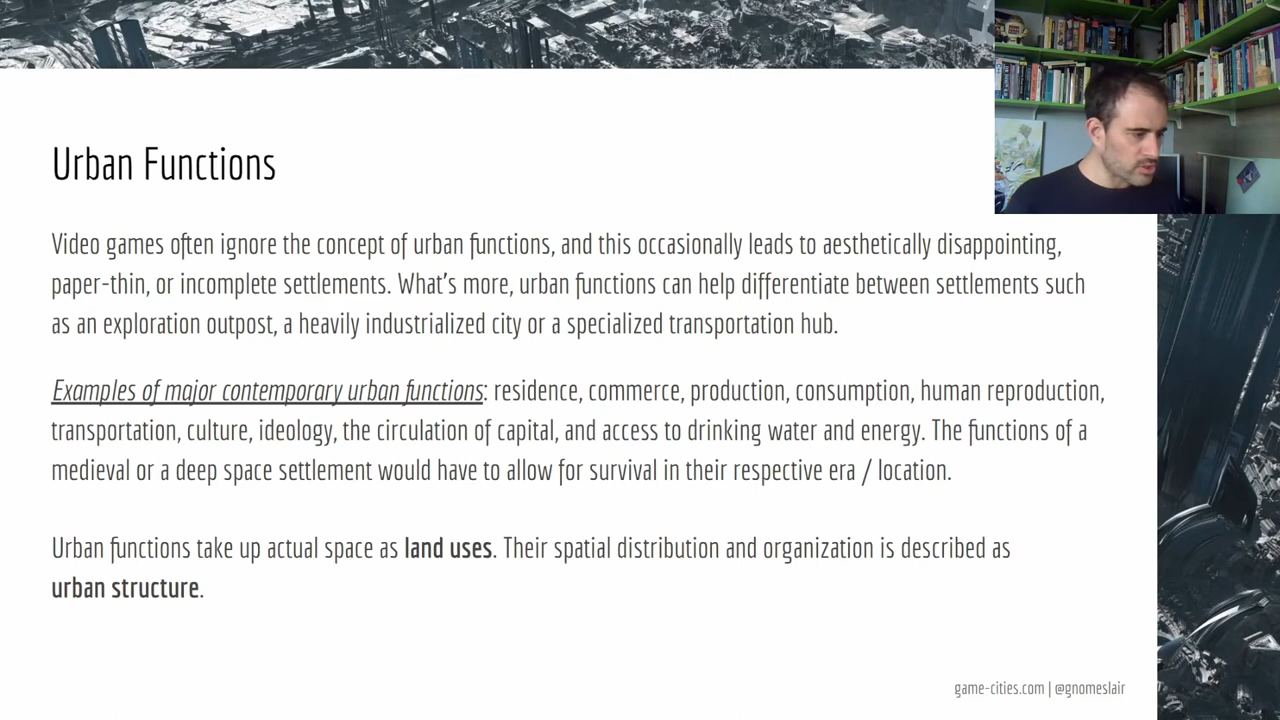 Urban Functions
Video games often ignore the concept of urban functions, and this occasionally leads to aesthetically disappointing,
paper-thin, or incomplete settlements. What's more, urban functions can help differentiate between settlements such
as an exploration outpost, a heavily industrialized city or a specialized transportation hub.
Examples of major contemporary urban functions: residence, commerce, production, consumption, human reproduction,
transportation, culture, ideology, the circulation of capital, and access to drinking water and energy. The functions of a
medieval or a deep space settlement would have to allow for survival in their respective era / location.
Urban functions take up actual space as land uses. Their spatial distribution and organization is described as
urban structure.
game-cities.com | @gnomeslair